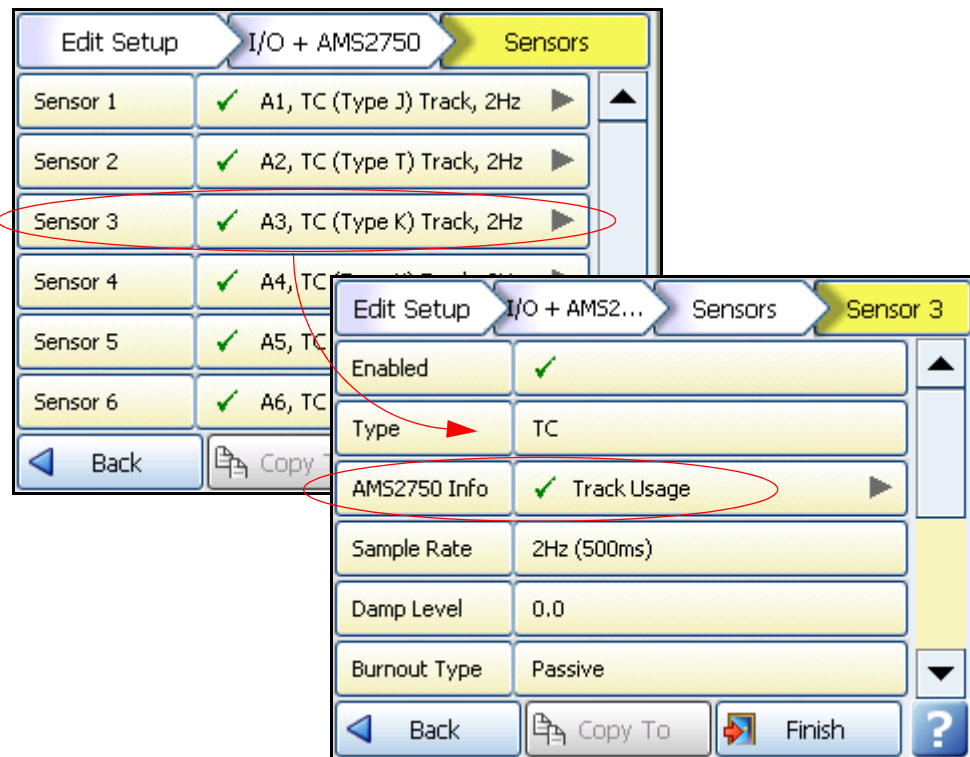 Edit Setup I/O + AMS2750 Sensors
Sensor 1 A1, TC (Type J) Track, 2Hz
Sensor 2 A2, TC (Type T) Track, 2Hz
Sensor 3 A3, TC (Type K) Track, 2Hz
Sensor 4 A4, TC
Sensor 5 A5, TC
Sensor 6 A6, TC
Back Copy
Edit Setup I/O + AMS2... Sensors Sensor 3
Enabled
Type TC
AMS2750 Info Track Usage
Sample Rate 2Hz (500ms)
Damp Level 0.0
Burnout Type Passive
Back Copy To Finish ?